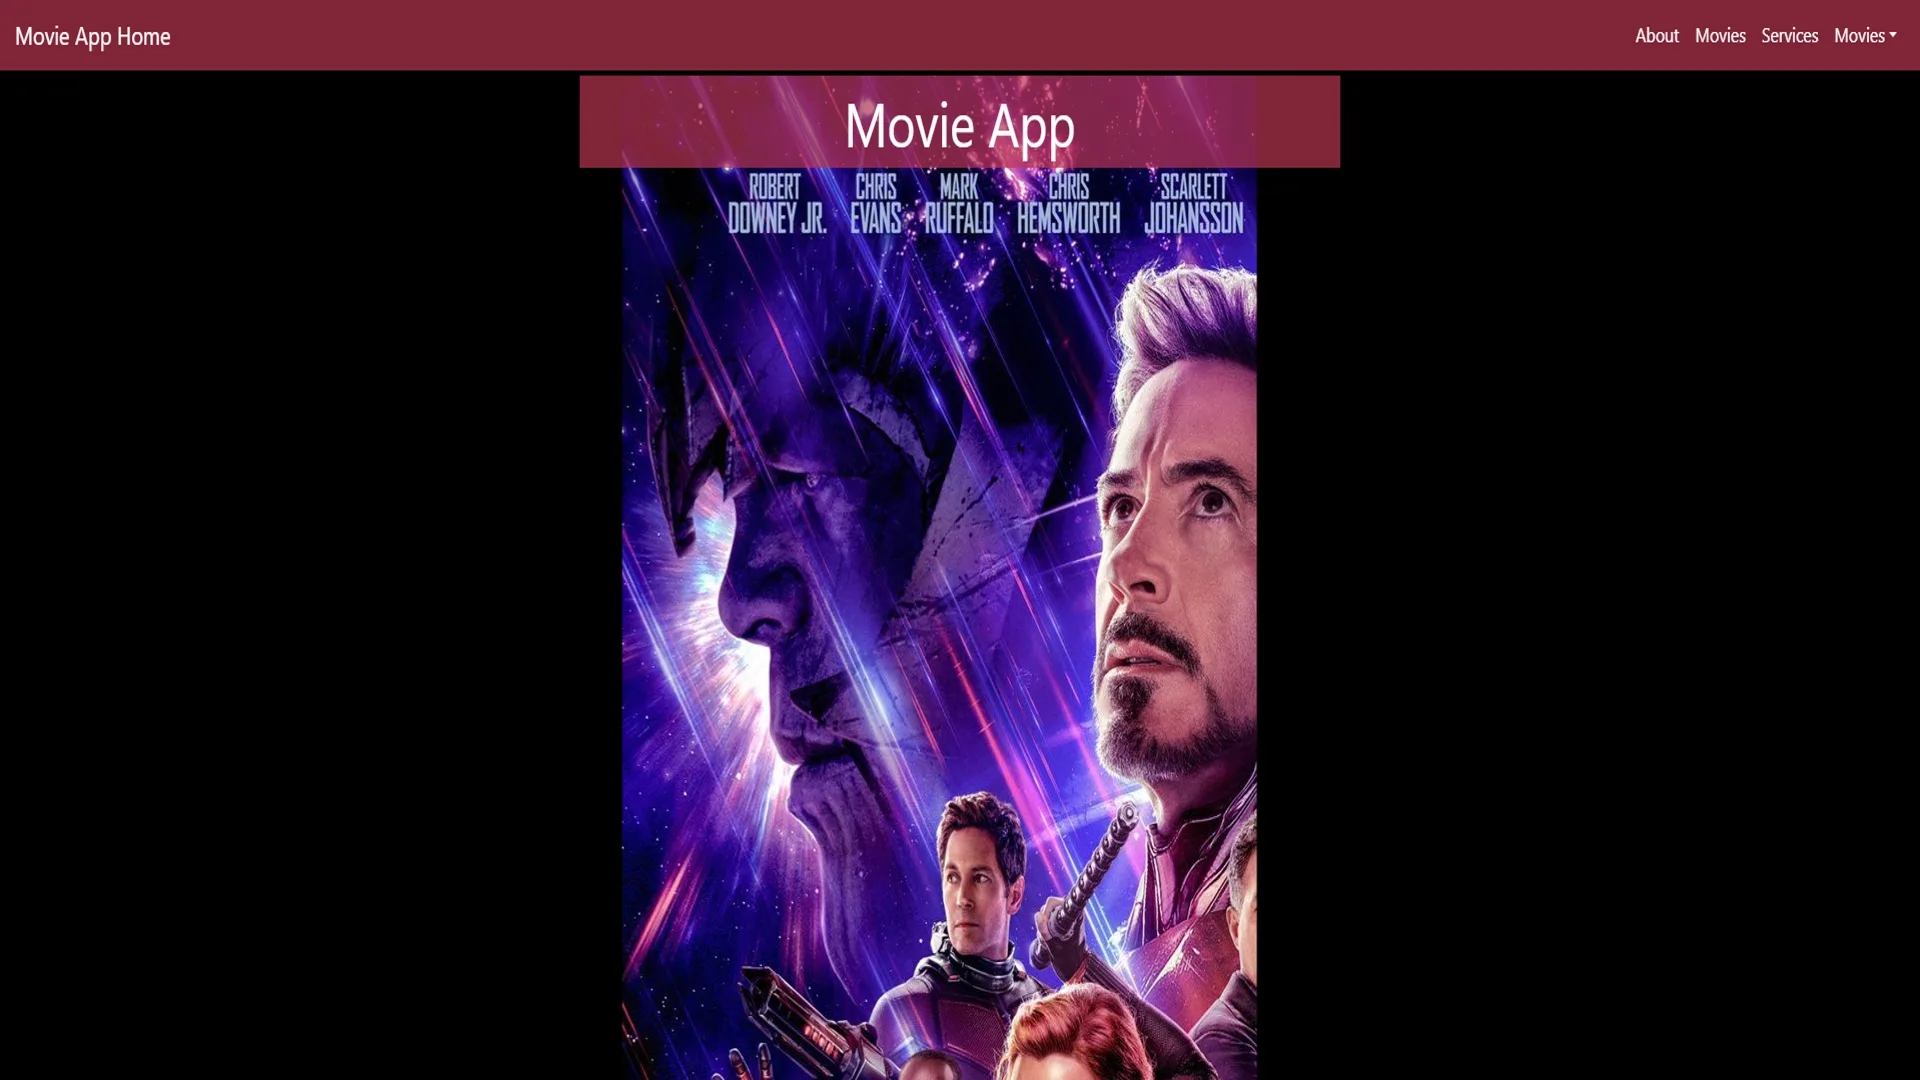 Movie App Home
About Movies Services Movies
Movie App
ROBERT DOWNEY JR.
CHRIS EVANS
MARK RUFFALO
CHRIS HEMSWORTH
SCARLETT JOHANSSON